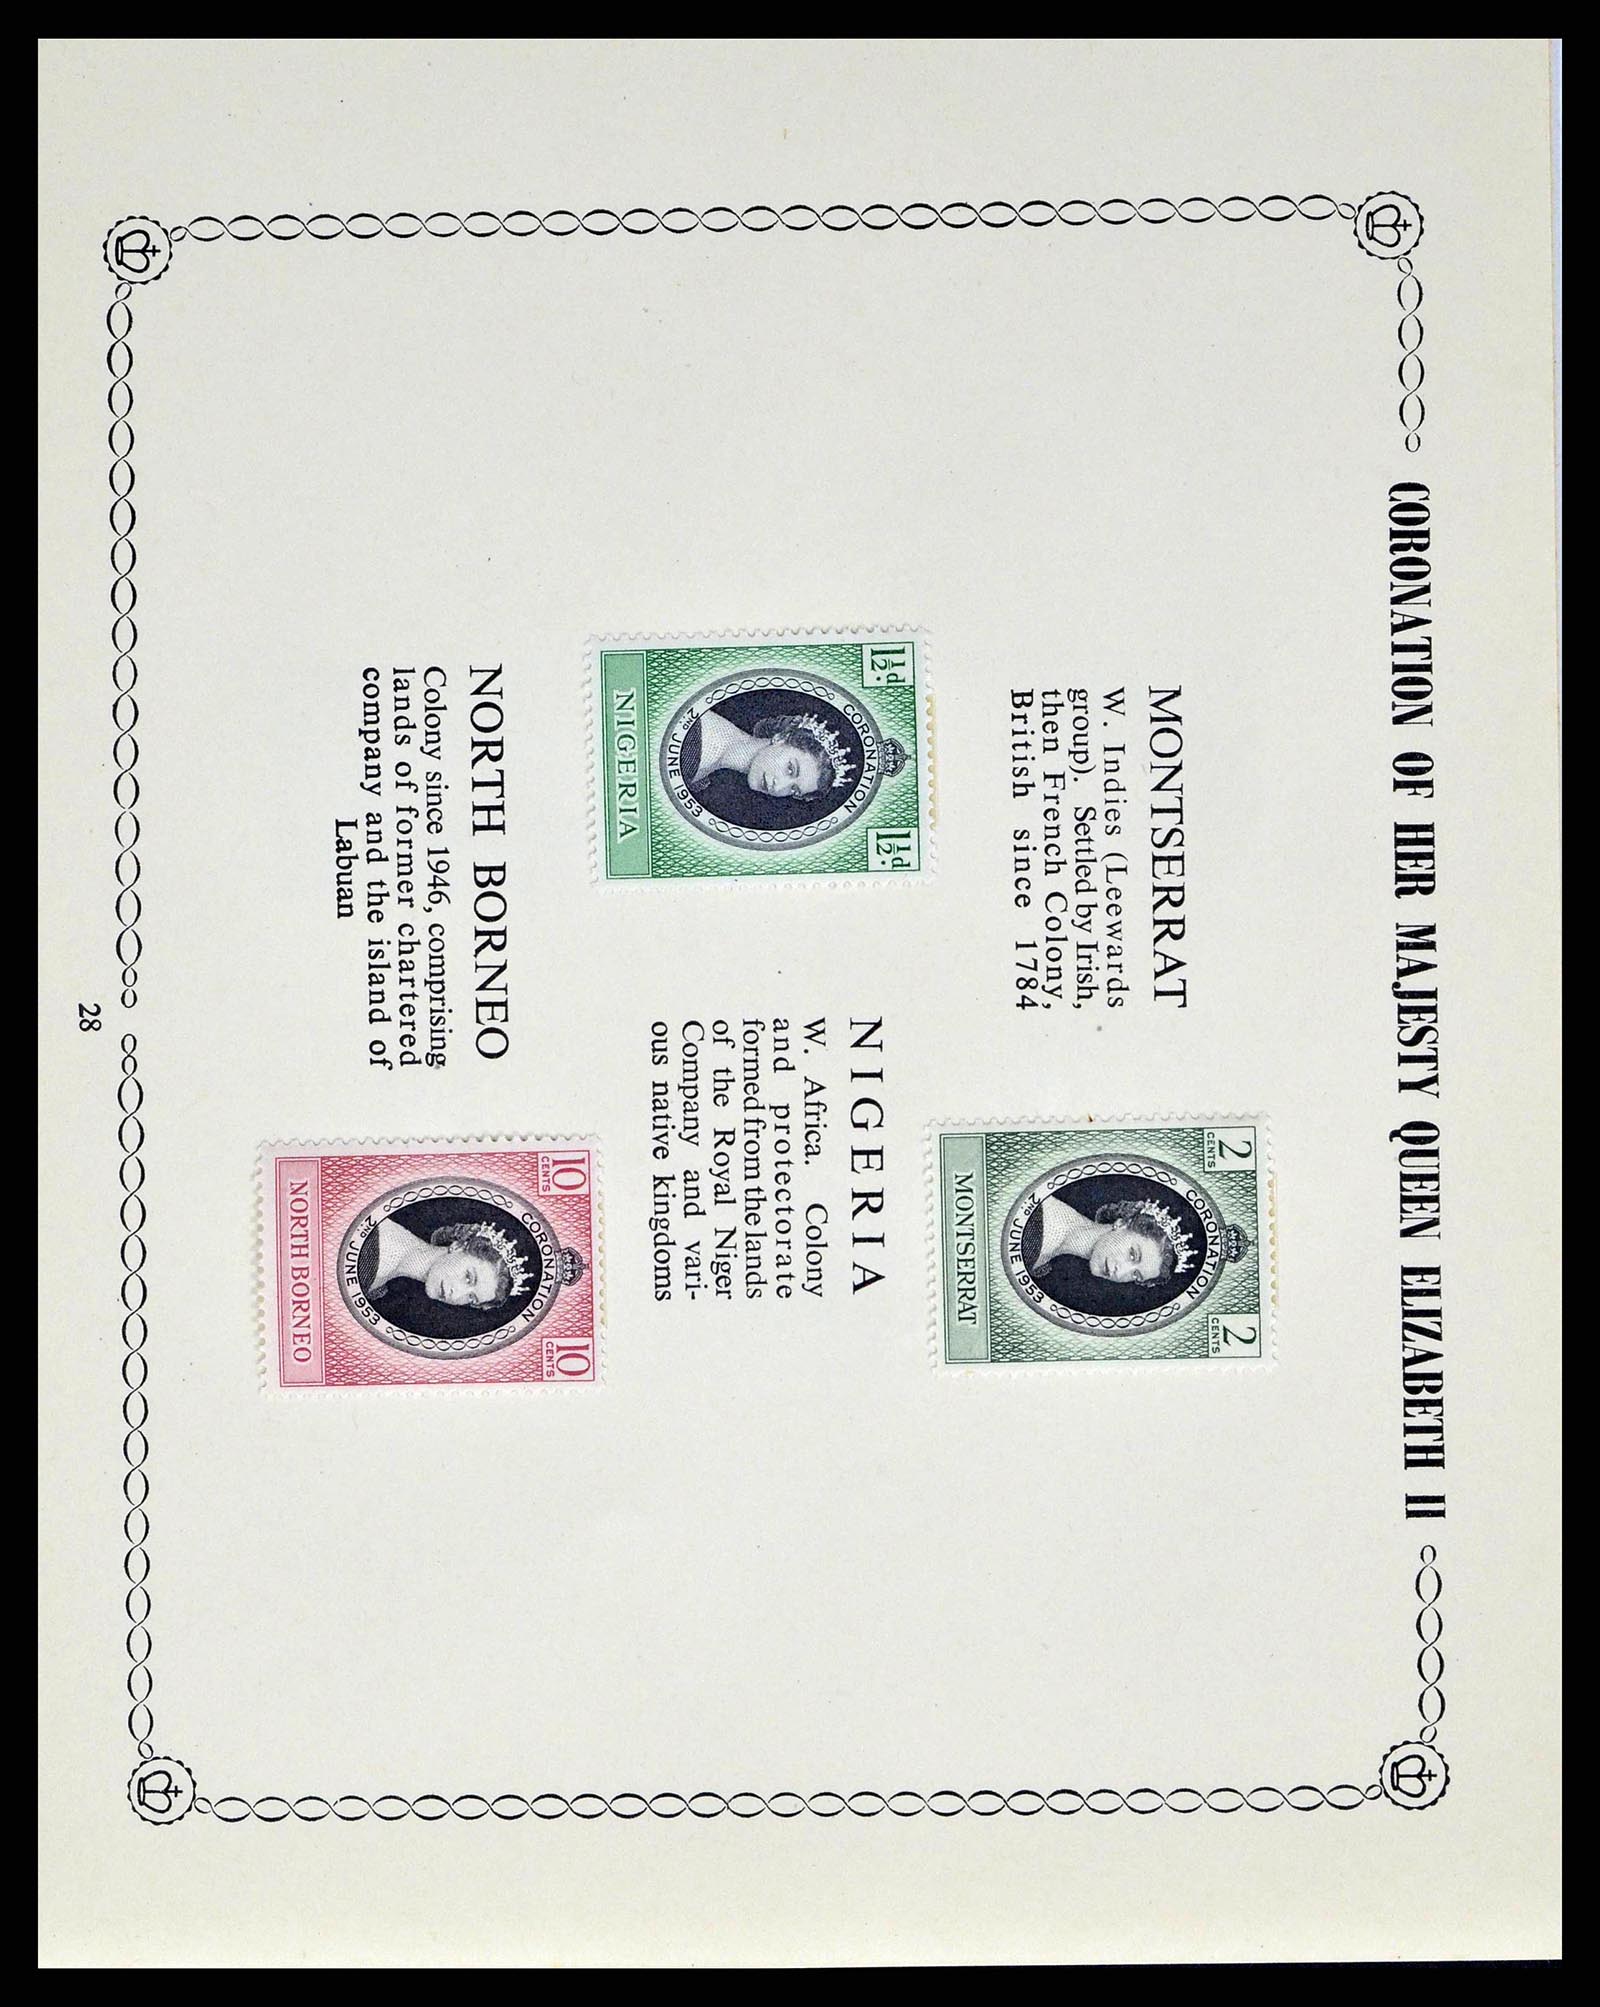 CORONATION OF HER MAJESTY QUEEN ELIZABETH II
MONTSERRAT
W. Indies (Leewards
group). Settled by Irish,
then French Colony,
British since 1784
2 CENTS
2 CENTS
CORONATION
2ND JUNE 1953
MONTSERRAT
1½d.
1½d.
CORONATION
2ND JUNE 1953
NIGERIA
NIGERIA
W. Africa. Colony
and protectorate
formed from the lands
of the Royal Niger
Company and vari-
ous native kingdoms
NORTH BORNEO
Colony since 1946, comprising
lands of former chartered
company and the island of
Labuan
10 CENTS
10 CENTS
CORONATION
2ND JUNE 1953
NORTH BORNEO
28